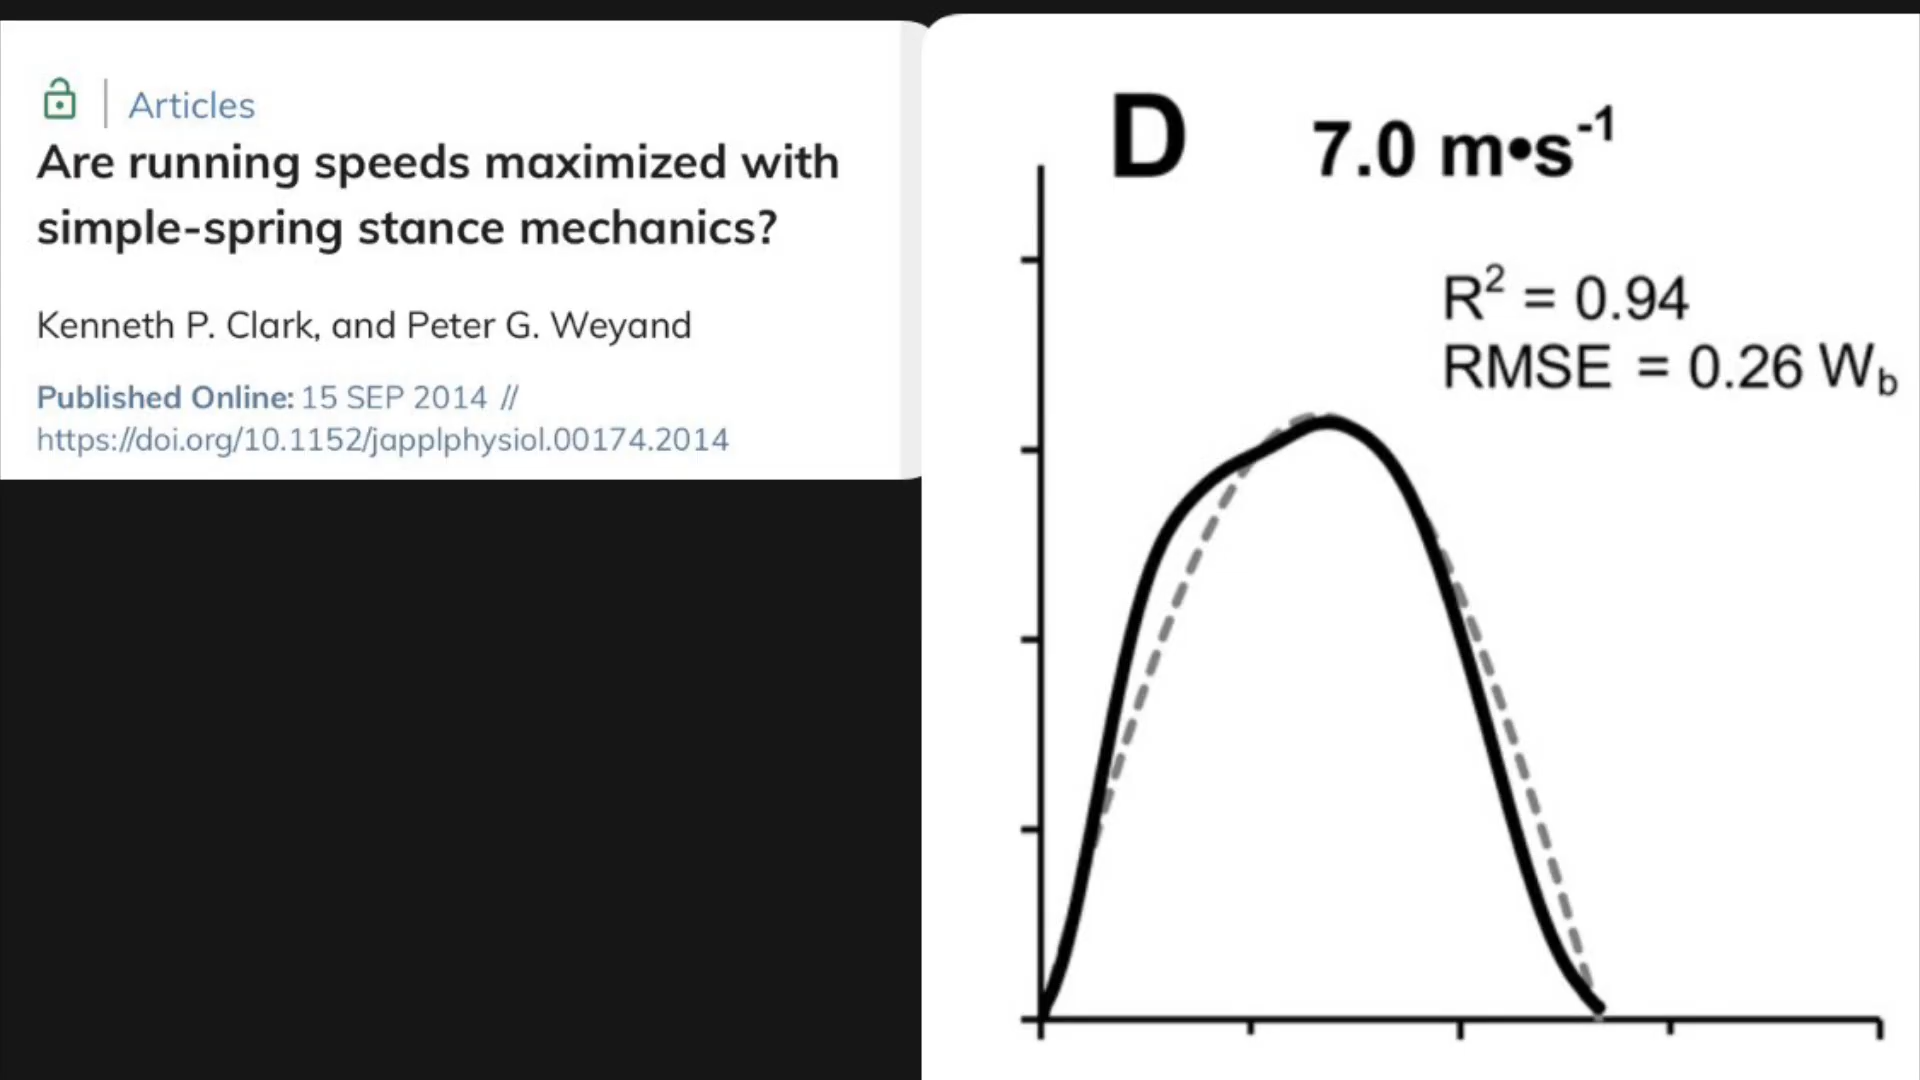 Articles
Are running speeds maximized with
simple-spring stance mechanics?
Kenneth P. Clark, and Peter G. Weyand
Published Online: 15 SEP 2014 //
https://doi.org/10.1152/japplphysiol.00174.2014
D 7.0 m•s⁻¹
R² = 0.94
RMSE = 0.26 W_b